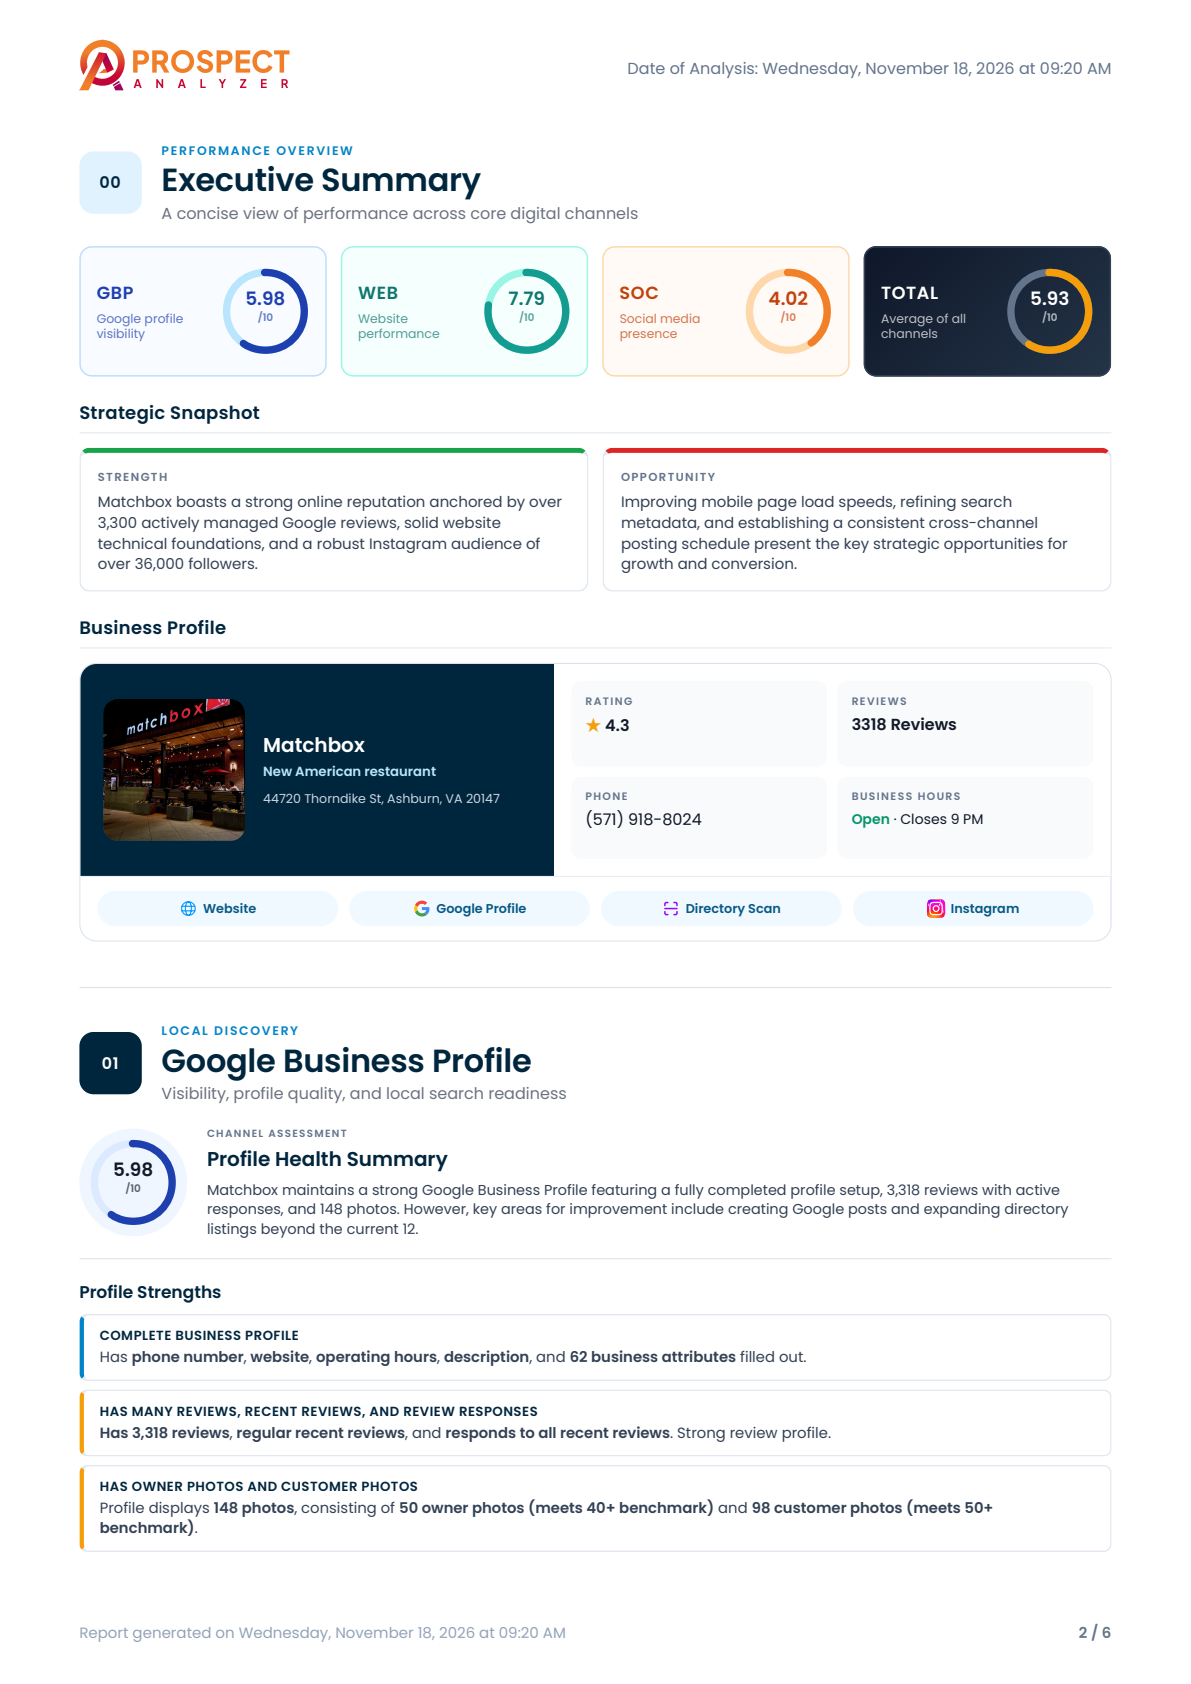 PROSPECT
ANALYZER
Date of Analysis: Wednesday, November 18, 2026 at 09:20 AM
00
PERFORMANCE OVERVIEW
Executive Summary
A concise view of performance across core digital channels
GBP
Google profile
visibility
5.98
/10
WEB
Website
performance
7.79
/10
SOC
Social media
presence
4.02
/10
TOTAL
Average of all
channels
5.93
/10
Strategic Snapshot
STRENGTH
Matchbox boasts a strong online reputation anchored by over
3,300 actively managed Google reviews, solid website
technical foundations, and a robust Instagram audience of
over 36,000 followers.
OPPORTUNITY
Improving mobile page load speeds, refining search
metadata, and establishing a consistent cross-channel
posting schedule present the key strategic opportunities for
growth and conversion.
Business Profile
matchbox
Matchbox
New American restaurant
44720 Thorndike St, Ashburn, VA 20147
RATING
★ 4.3
REVIEWS
3318 Reviews
PHONE
(571) 918-8024
BUSINESS HOURS
Open · Closes 9 PM
Website
Google Profile
Directory Scan
Instagram
01
LOCAL DISCOVERY
Google Business Profile
Visibility, profile quality, and local search readiness
5.98
/10
CHANNEL ASSESSMENT
Profile Health Summary
Matchbox maintains a strong Google Business Profile featuring a fully completed profile setup, 3,318 reviews with active
responses, and 148 photos. However, key areas for improvement include creating Google posts and expanding directory
listings beyond the current 12.
Profile Strengths
COMPLETE BUSINESS PROFILE
Has phone number, website, operating hours, description, and 62 business attributes filled out.
HAS MANY REVIEWS, RECENT REVIEWS, AND REVIEW RESPONSES
Has 3,318 reviews, regular recent reviews, and responds to all recent reviews. Strong review profile.
HAS OWNER PHOTOS AND CUSTOMER PHOTOS
Profile displays 148 photos, consisting of 50 owner photos (meets 40+ benchmark) and 98 customer photos (meets 50+
benchmark).
Report generated on Wednesday, November 18, 2026 at 09:20 AM
2 / 6